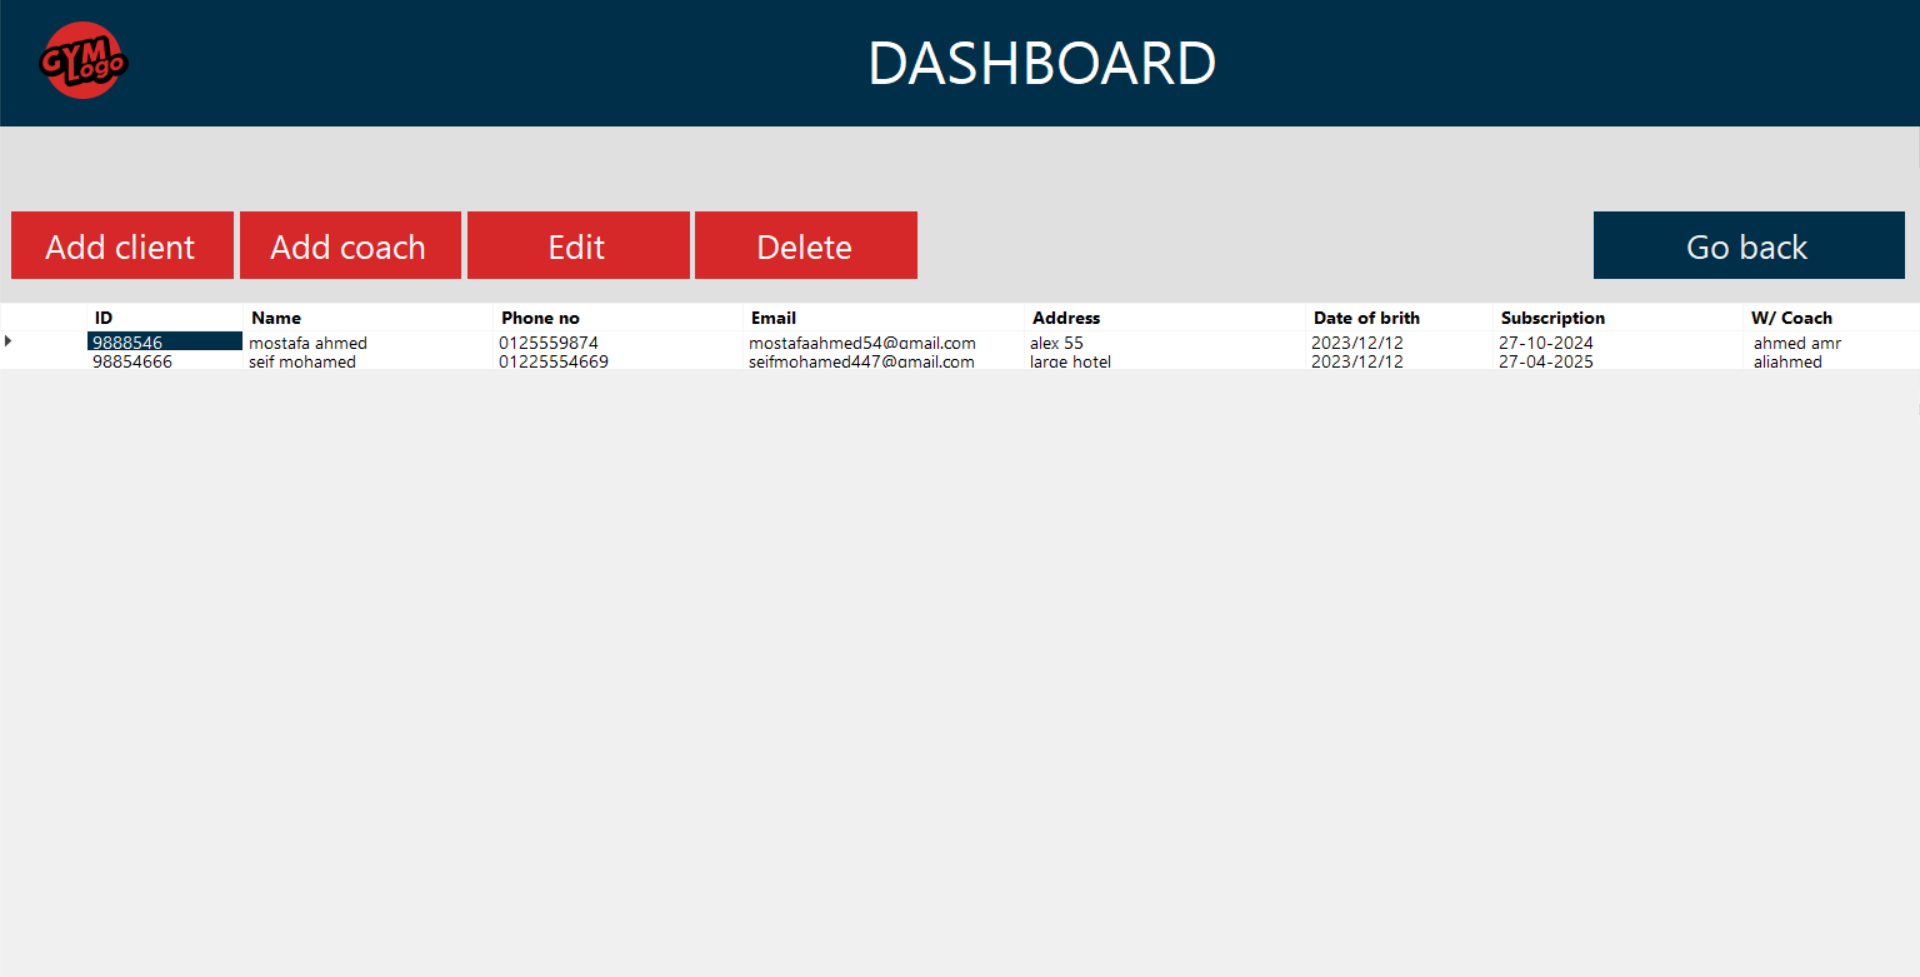 GYM
Logo
DASHBOARD
Add client Add coach Edit Delete Go back
ID Name Phone no Email Address Date of brith Subscription W/ Coach
9888546 mostafa ahmed 0125559874 mostafaahmed54@gmail.com alex 55 2023/12/12 27-10-2024 ahmed amr
98854666 seif mohamed 01225554669 seifmohamed447@gmail.com large hotel 2023/12/12 27-04-2025 aliahmed